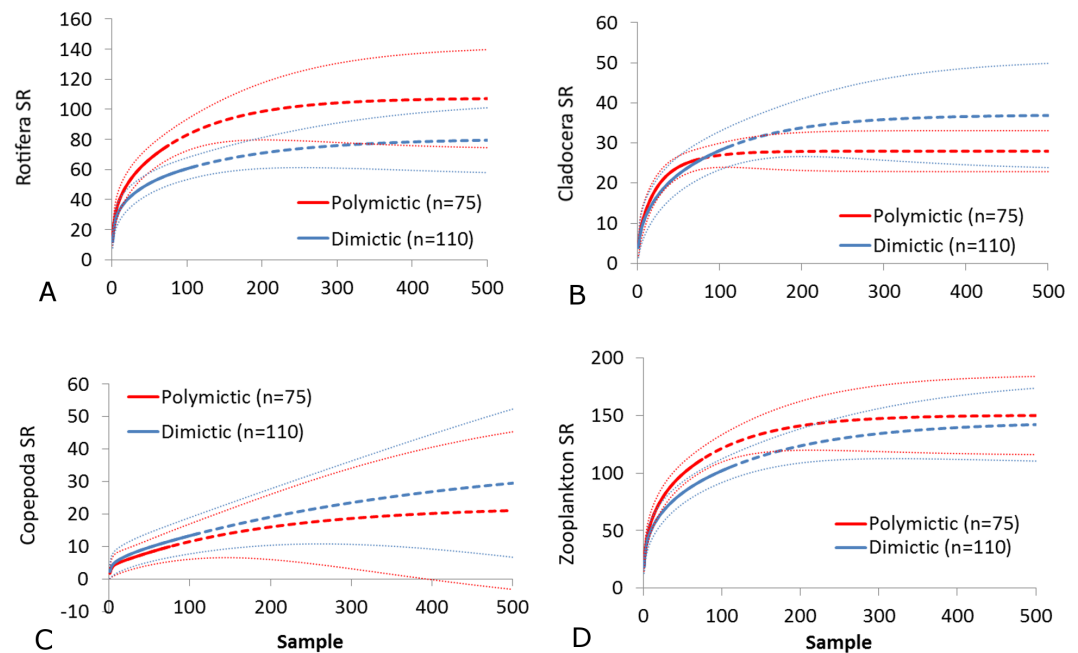 Rotifera SR
160
140
120
100
80
60
40
20
0
Polymictic (n=75)
Dimictic (n=110)
0 100 200 300 400 500
A
Cladocera SR
60
50
40
30
20
10
0
Polymictic (n=75)
Dimictic (n=110)
0 100 200 300 400 500
B
Copepoda SR
60
50
40
30
20
10
0
-10
Polymictic (n=75)
Dimictic (n=110)
0 100 200 300 400 500
Sample
C
Zooplankton SR
200
150
100
50
0
Polymictic (n=75)
Dimictic (n=110)
0 100 200 300 400 500
Sample
D